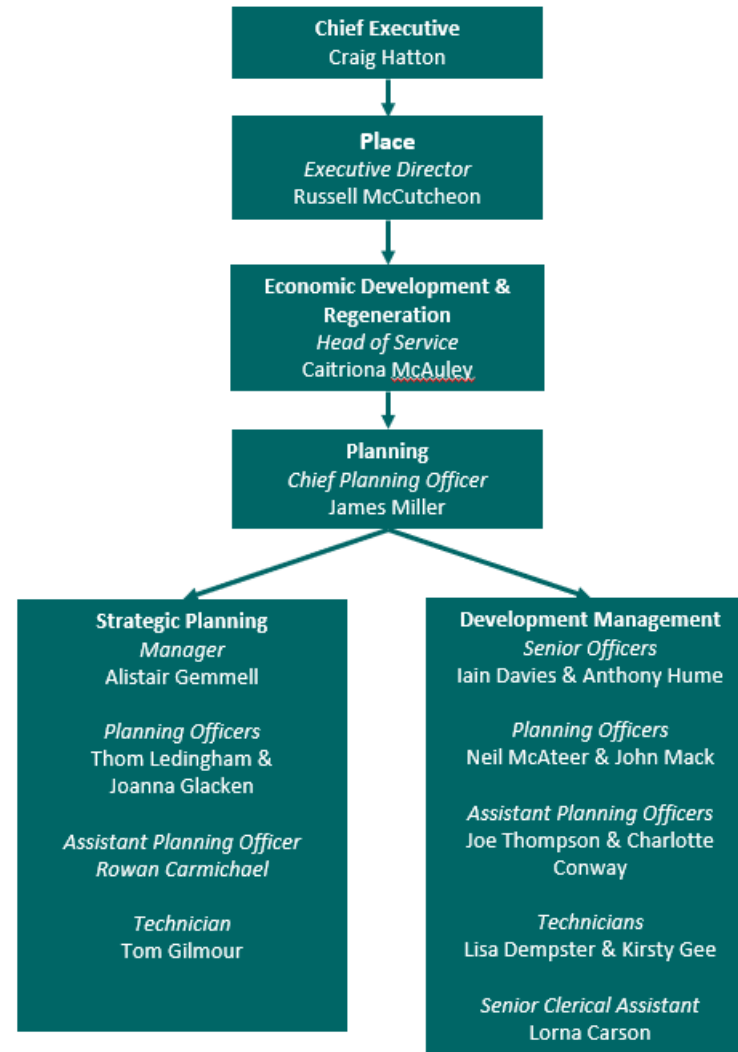 Chief Executive
Craig Hatton
Place
Executive Director
Russell McCutcheon
Economic Development &
Regeneration
Head of Service
Caitriona McAuley
Planning
Chief Planning Officer
James Miller
Strategic Planning
Manager
Alistair Gemmell
Planning Officers
Thom Ledingham &
Joanna Glacken
Assistant Planning Officer
Rowan Carmichael
Technician
Tom Gilmour
Development Management
Senior Officers
Iain Davies & Anthony Hume
Planning Officers
Neil McAteer & John Mack
Assistant Planning Officers
Joe Thompson & Charlotte
Conway
Technicians
Lisa Dempster & Kirsty Gee
Senior Clerical Assistant
Lorna Carson